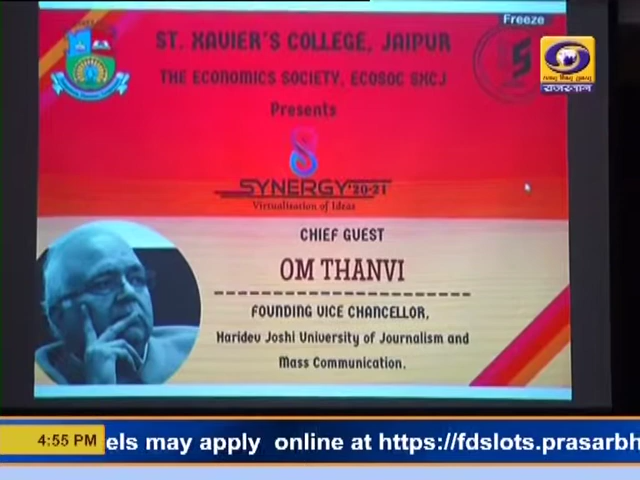 Freeze
ST. XAVIER'S COLLEGE, JAIPUR
THE ECONOMICS SOCIETY, ECOSOC SXCJ
Presents
राजस्थान
SYNERGY'20-21
Virtualisation of Ideas
CHIEF GUEST
OM THANVI
FOUNDING VICE CHANCELLOR,
Haridev Joshi University of Journalism and
Mass Communication.
4:55 PM els may apply online at https://fdslots.prasarbh